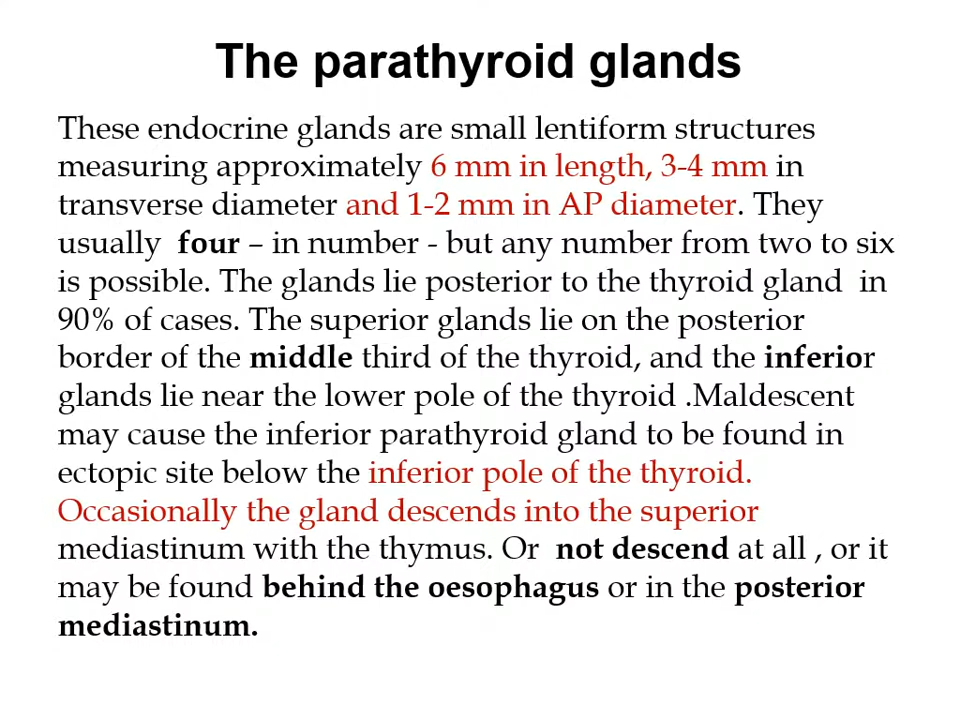 The parathyroid glands
These endocrine glands are small lentiform structures
measuring approximately 6 mm in length, 3-4 mm in
transverse diameter and 1-2 mm in AP diameter. They
usually  four – in number - but any number from two to six
is possible. The glands lie posterior to the thyroid gland  in
90% of cases. The superior glands lie on the posterior
border of the middle third of the thyroid, and the inferior
glands lie near the lower pole of the thyroid .Maldescent
may cause the inferior parathyroid gland to be found in
ectopic site below the inferior pole of the thyroid.
Occasionally the gland descends into the superior
mediastinum with the thymus. Or  not descend at all , or it
may be found behind the oesophagus or in the posterior
mediastinum.